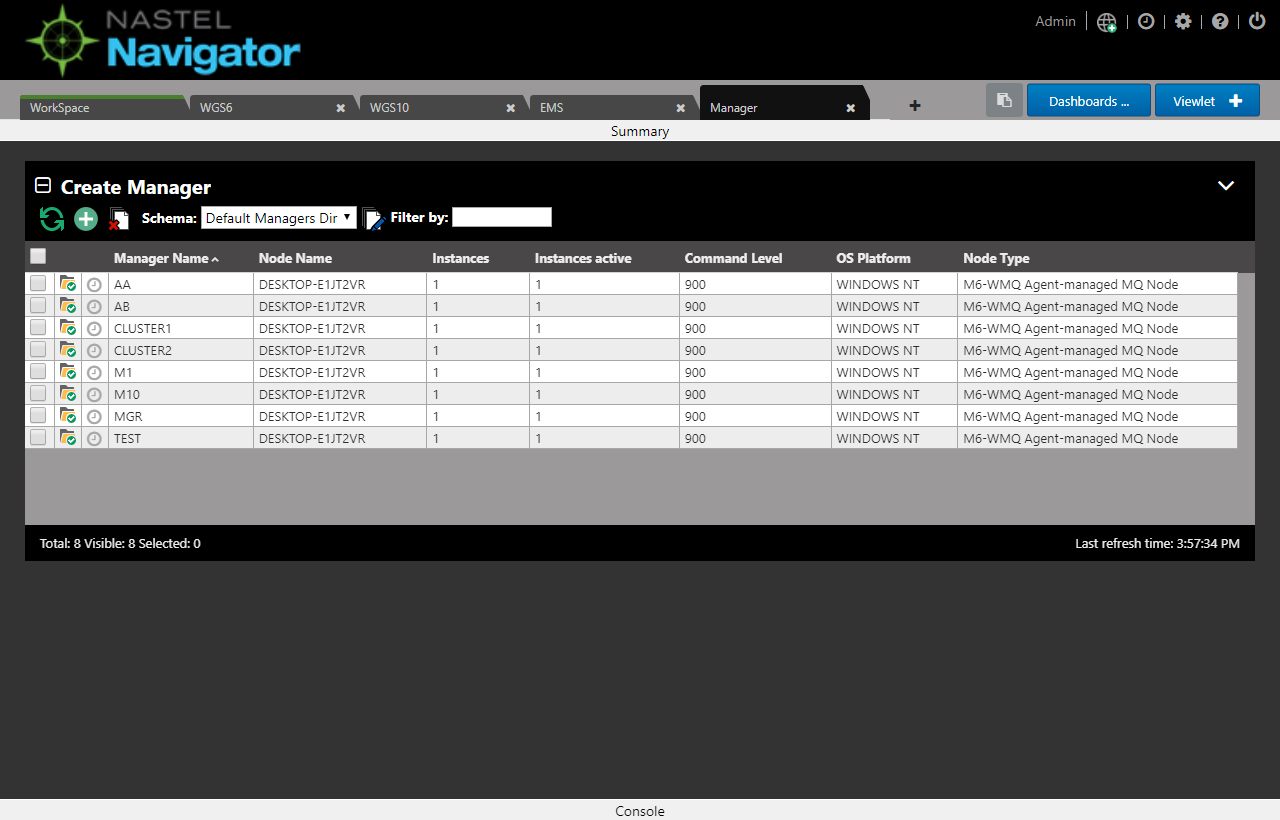 NASTEL
Navigator
Admin
WorkSpace WGS6 WGS10 EMS Manager Dashboards ... Viewlet
Summary
Create Manager
Schema: Default Managers Dir Filter by:
Manager Name Node Name Instances Instances active Command Level OS Platform Node Type
AA DESKTOP-E1JT2VR 1 1 900 WINDOWS NT M6-WMQ Agent-managed MQ Node
AB DESKTOP-E1JT2VR 1 1 900 WINDOWS NT M6-WMQ Agent-managed MQ Node
CLUSTER1 DESKTOP-E1JT2VR 1 1 900 WINDOWS NT M6-WMQ Agent-managed MQ Node
CLUSTER2 DESKTOP-E1JT2VR 1 1 900 WINDOWS NT M6-WMQ Agent-managed MQ Node
M1 DESKTOP-E1JT2VR 1 1 900 WINDOWS NT M6-WMQ Agent-managed MQ Node
M10 DESKTOP-E1JT2VR 1 1 900 WINDOWS NT M6-WMQ Agent-managed MQ Node
MGR DESKTOP-E1JT2VR 1 1 900 WINDOWS NT M6-WMQ Agent-managed MQ Node
TEST DESKTOP-E1JT2VR 1 1 900 WINDOWS NT M6-WMQ Agent-managed MQ Node
Total: 8 Visible: 8 Selected: 0 Last refresh time: 3:57:34 PM
Console